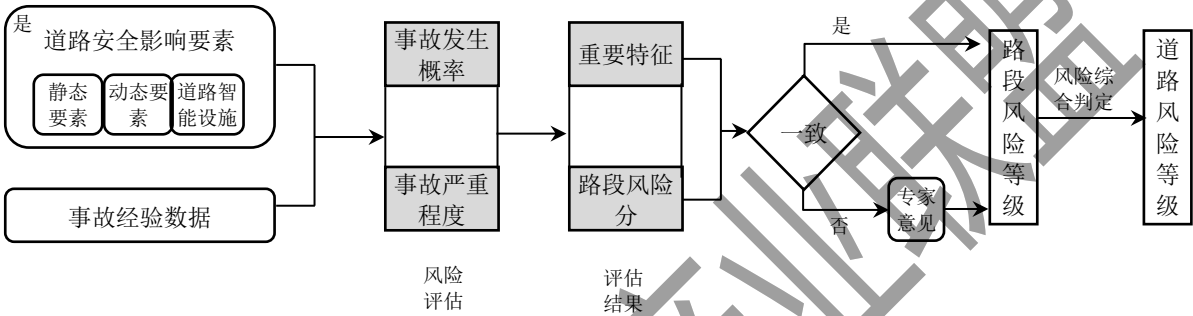 是
道路安全影响要素
静态
要素
动态要
素
道路智
能设施
事故经验数据
事故发生
概率
事故严重
程度
风险
评估
重要特征
路段风险
分
评估
结果
一致
是
否
专家
意见
路段风险等级
风险综
合判定
道路风险等级
产业联盟